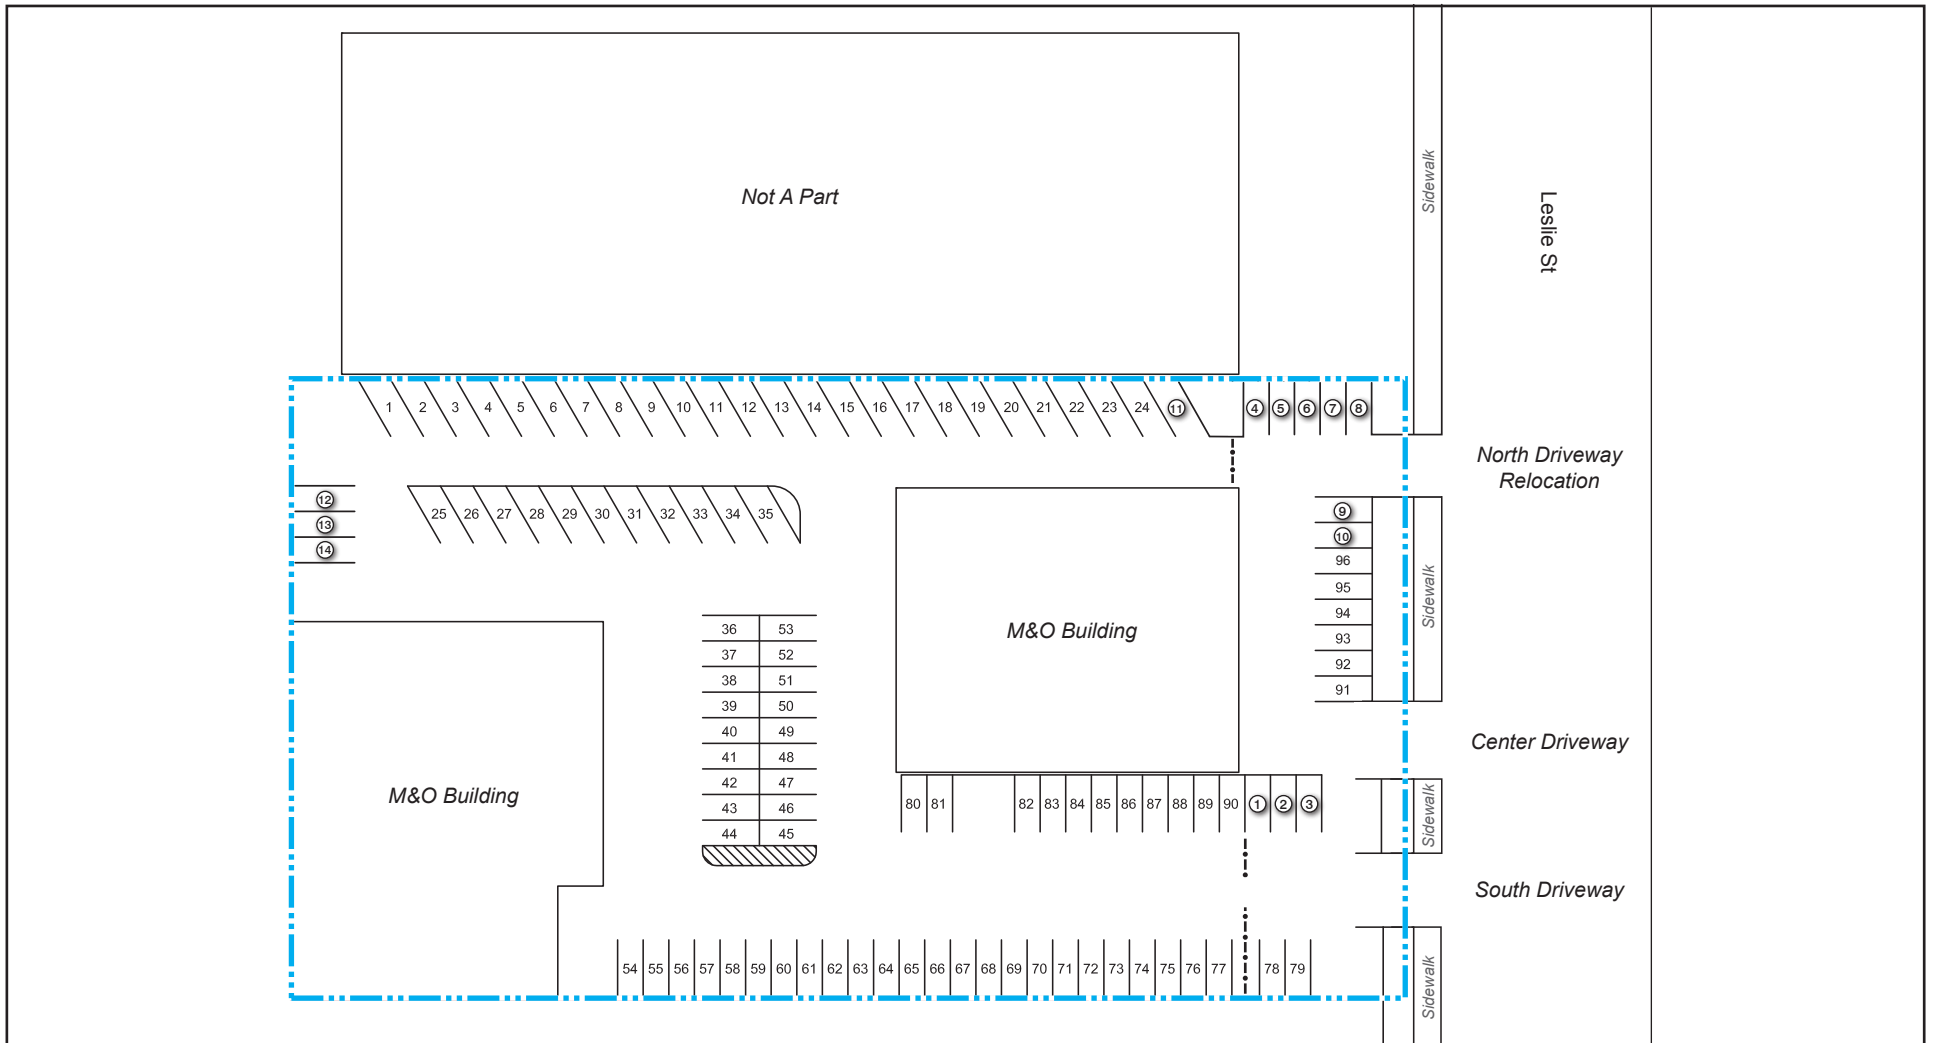 Not A Part
Sidewalk
Leslie St
1 2 3 4 5 6 7 8 9 10 11 12 13 14 15 16 17 18 19 20 21 22 23 24 11 4 5 6 7 8
North Driveway
Relocation
12
13
14
25 26 27 28 29 30 31 32 33 34 35
9
10
96
95
94
93
92
91
Sidewalk
M&O Building
36 53
37 52
38 51
39 50
40 49
41 48
42 47
43 46
44 45
Center Driveway
M&O Building
80 81 82 83 84 85 86 87 88 89 90 1 2 3
Sidewalk
South Driveway
54 55 56 57 58 59 60 61 62 63 64 65 66 67 68 69 70 71 72 73 74 75 76 77 78 79
Sidewalk